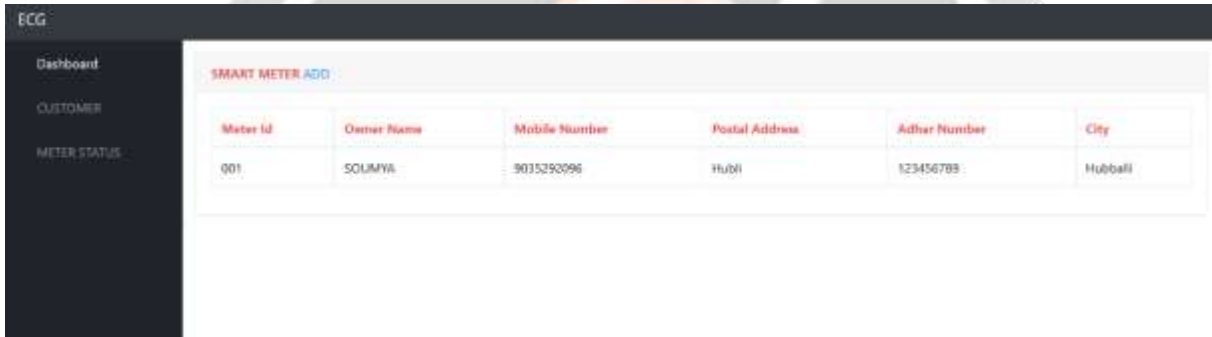 ECG
Dashboard
CUSTOMER
METER STATUS
SMART METER ADD
Meter Id Owner Name Mobile Number Postal Address Adhar Number City
001 SOUMYA 9035292096 Hubli 123456789 Hubballi